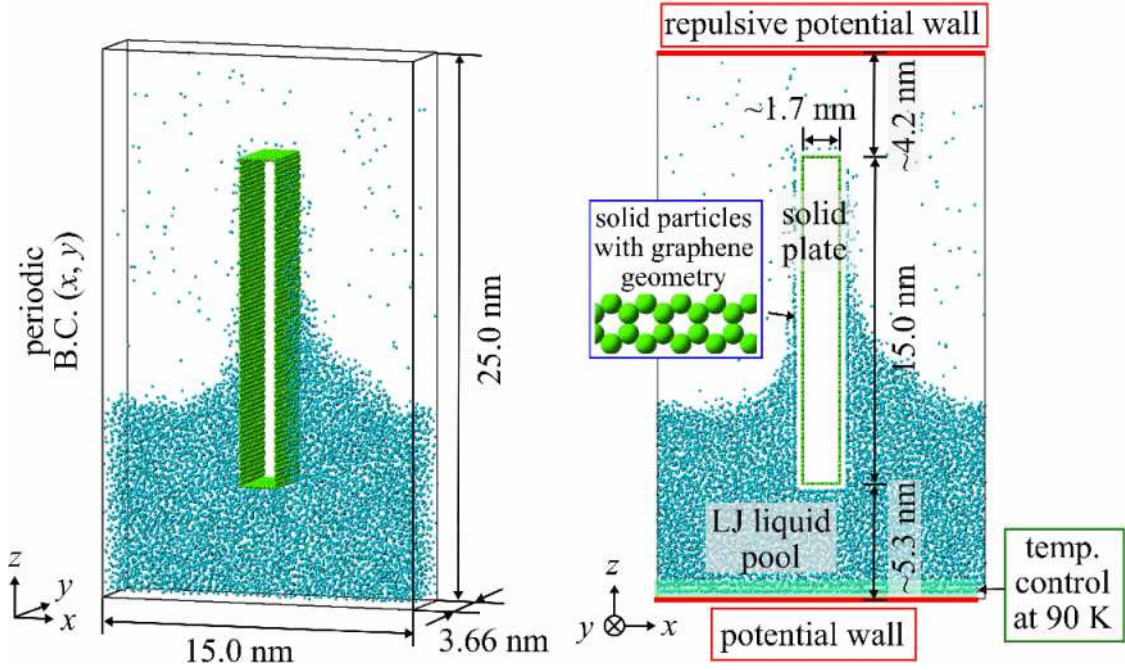 periodic
B.C. (x, y)
25.0 nm
z
y
x
15.0 nm
3.66 nm
repulsive potential wall
~1.7 nm
~4.2 nm
solid particles
with graphene
geometry
solid
plate
15.0 nm
LJ liquid
pool
~5.3 nm
temp.
control
at 90 K
z
y
x
potential wall